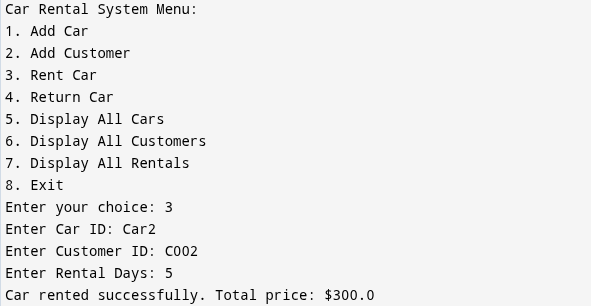 Car Rental System Menu:
1. Add Car
2. Add Customer
3. Rent Car
4. Return Car
5. Display All Cars
6. Display All Customers
7. Display All Rentals
8. Exit
Enter your choice: 3
Enter Car ID: Car2
Enter Customer ID: C002
Enter Rental Days: 5
Car rented successfully. Total price: $300.0